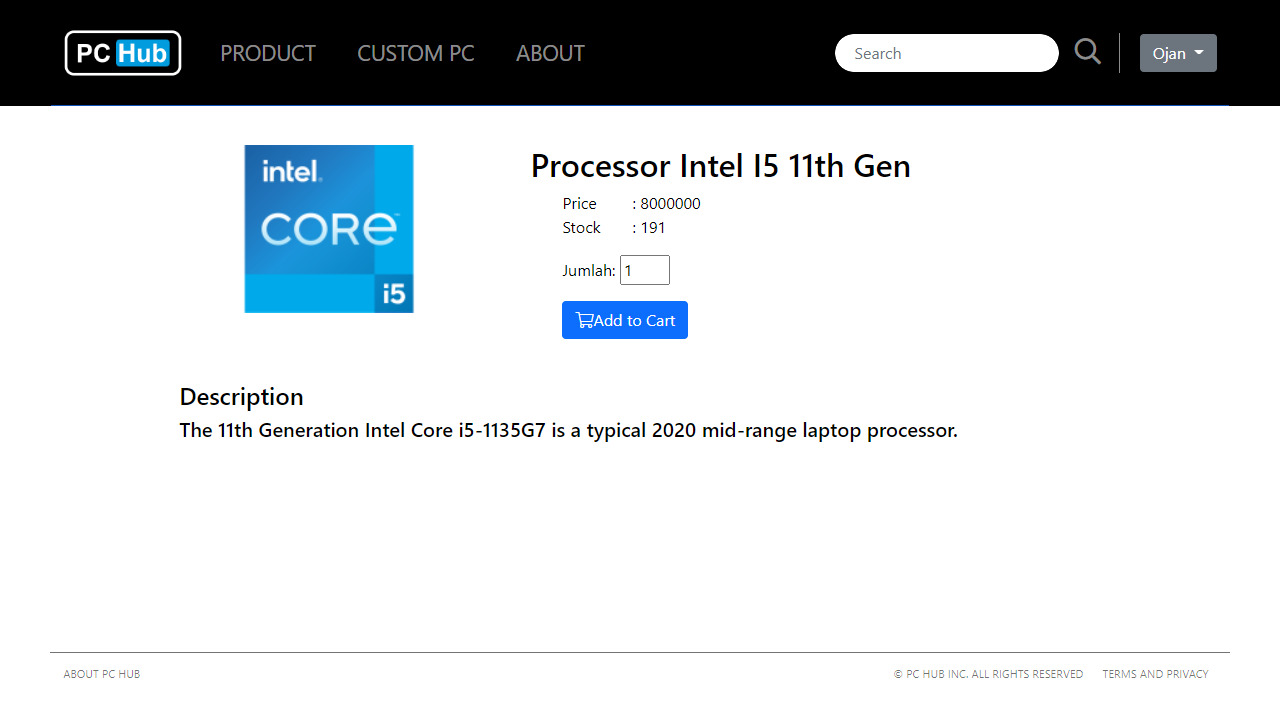 PC Hub PRODUCT CUSTOM PC ABOUT Search Ojan
intel.
CORE™
i5
Processor Intel I5 11th Gen
Price : 8000000
Stock : 191
Jumlah: 1
Add to Cart
Description
The 11th Generation Intel Core i5-1135G7 is a typical 2020 mid-range laptop processor.
ABOUT PC HUB © PC HUB INC. ALL RIGHTS RESERVED TERMS AND PRIVACY